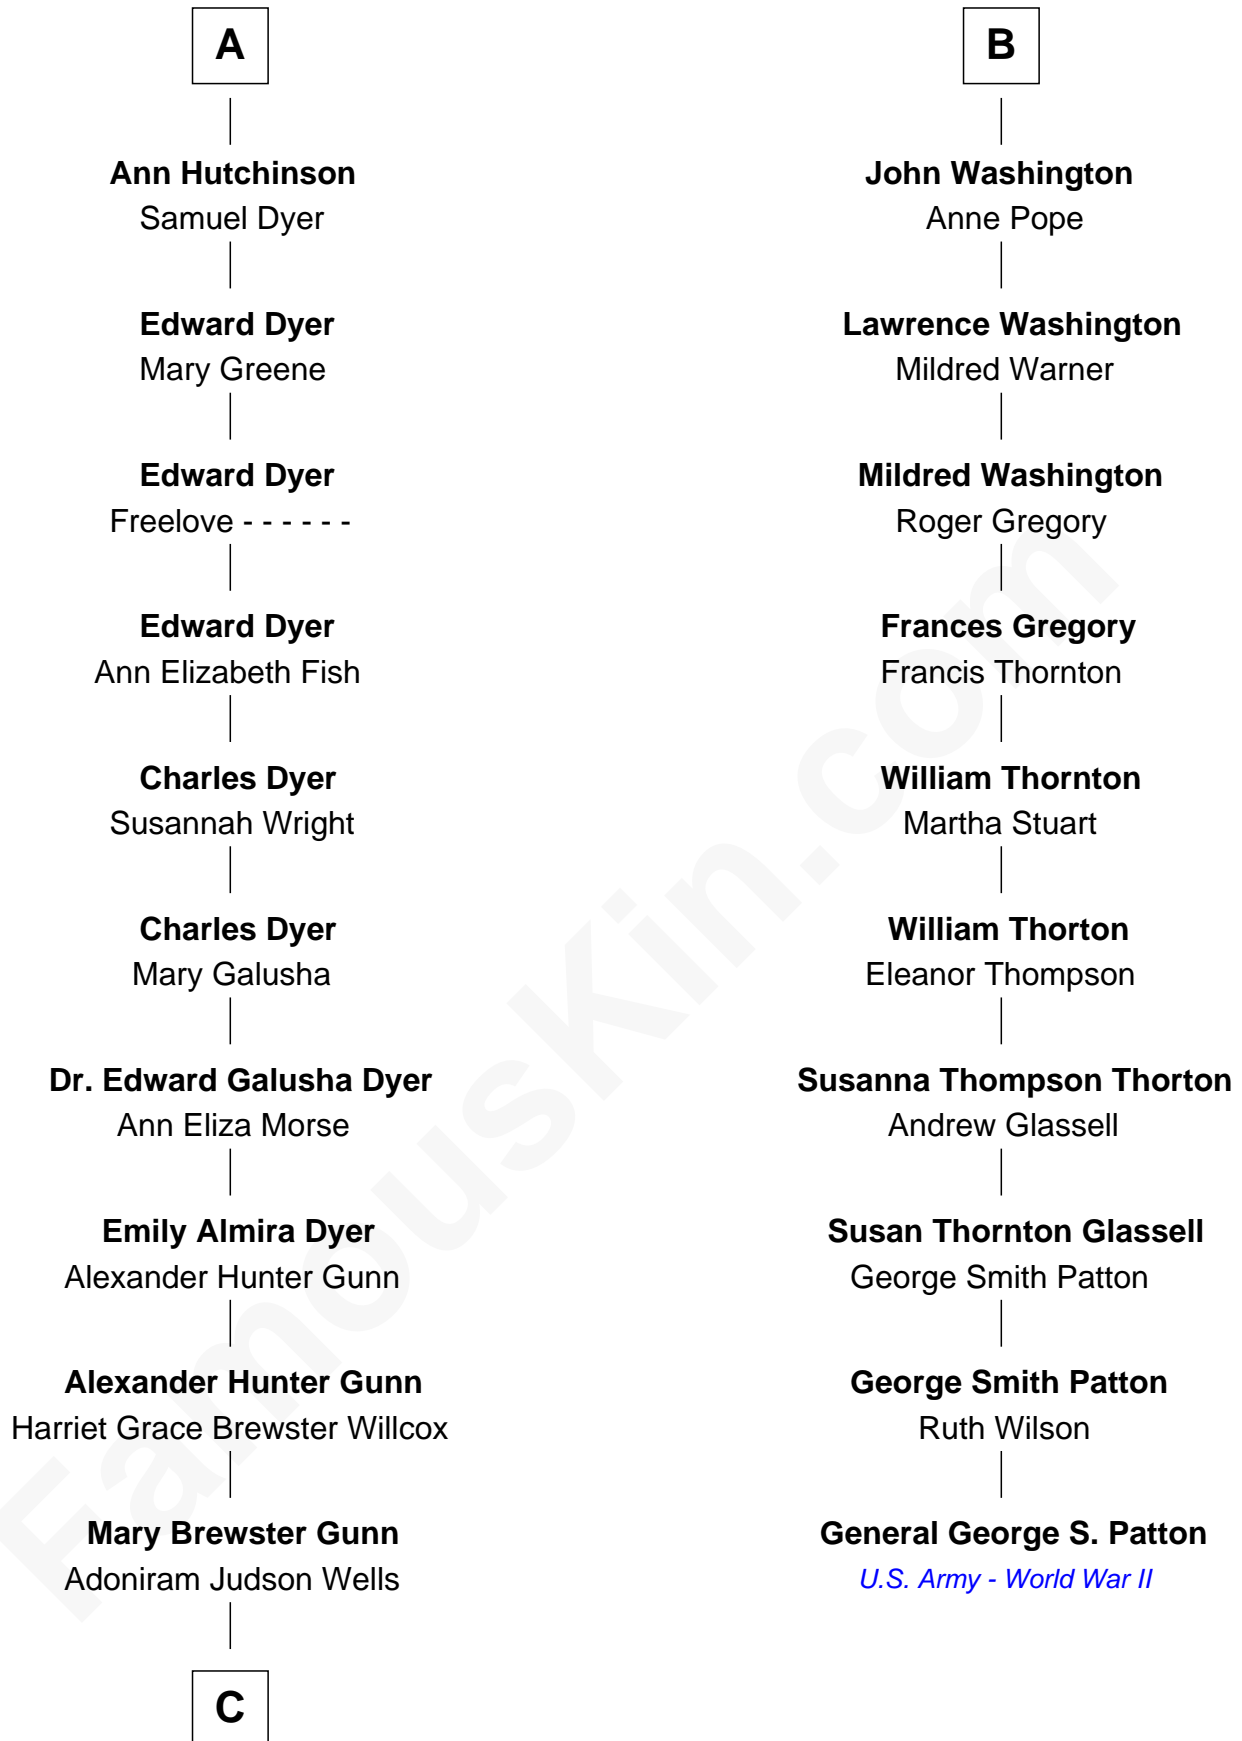 A
Ann Hutchinson
Samuel Dyer
Edward Dyer
Mary Greene
Edward Dyer
Freelove - - - - - -
Edward Dyer
Ann Elizabeth Fish
Charles Dyer
Susannah Wright
Charles Dyer
Mary Galusha
Dr. Edward Galusha Dyer
Ann Eliza Morse
Emily Almira Dyer
Alexander Hunter Gunn
Alexander Hunter Gunn
Harriet Grace Brewster Willcox
Mary Brewster Gunn
Adoniram Judson Wells
C
B
John Washington
Anne Pope
Lawrence Washington
Mildred Warner
Mildred Washington
Roger Gregory
Frances Gregory
Francis Thornton
William Thornton
Martha Stuart
William Thorton
Eleanor Thompson
Susanna Thompson Thorton
Andrew Glassell
Susan Thornton Glassell
George Smith Patton
George Smith Patton
Ruth Wilson
General George S. Patton
U.S. Army - World War II
FamousKin.com